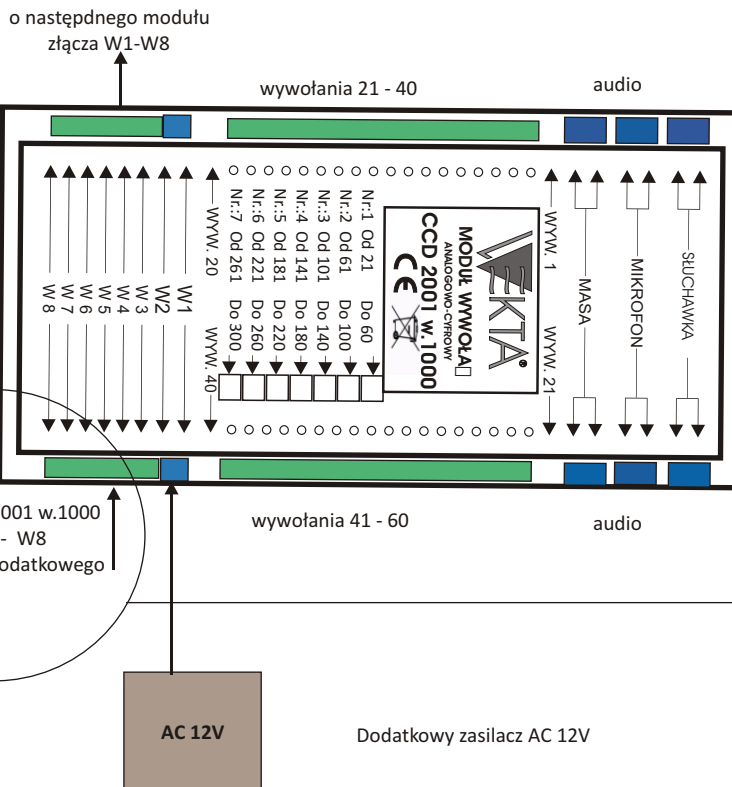 o następdnego modułu
złącza W1-W8
wywołania 21 - 40
audio
W 8
W 7
W 6
W 5
W 4
W 3
W2
W1
WYW. 20
WYW. 40
Nr.:7 Od 261 Do 300
Nr.:6 Od 221 Do 260
Nr.:5 Od 181 Do 220
Nr.:4 Od 141 Do 180
Nr.:3 Od 101 Do 140
Nr.:2 Od 61 Do 100
Nr.:1 Od 21 Do 60
WEKTA®
MODUŁ WYWOŁA
ANALOGOWO-CYFROWY
CCD 2001 w.1000
CE
WYW. 1
WYW. 21
MASA
MIKROFON
SŁUCHAWKA
001 w.1000
- W8
odatkowego
wywołania 41 - 60
audio
AC 12V
Dodatkowy zasilacz AC 12V